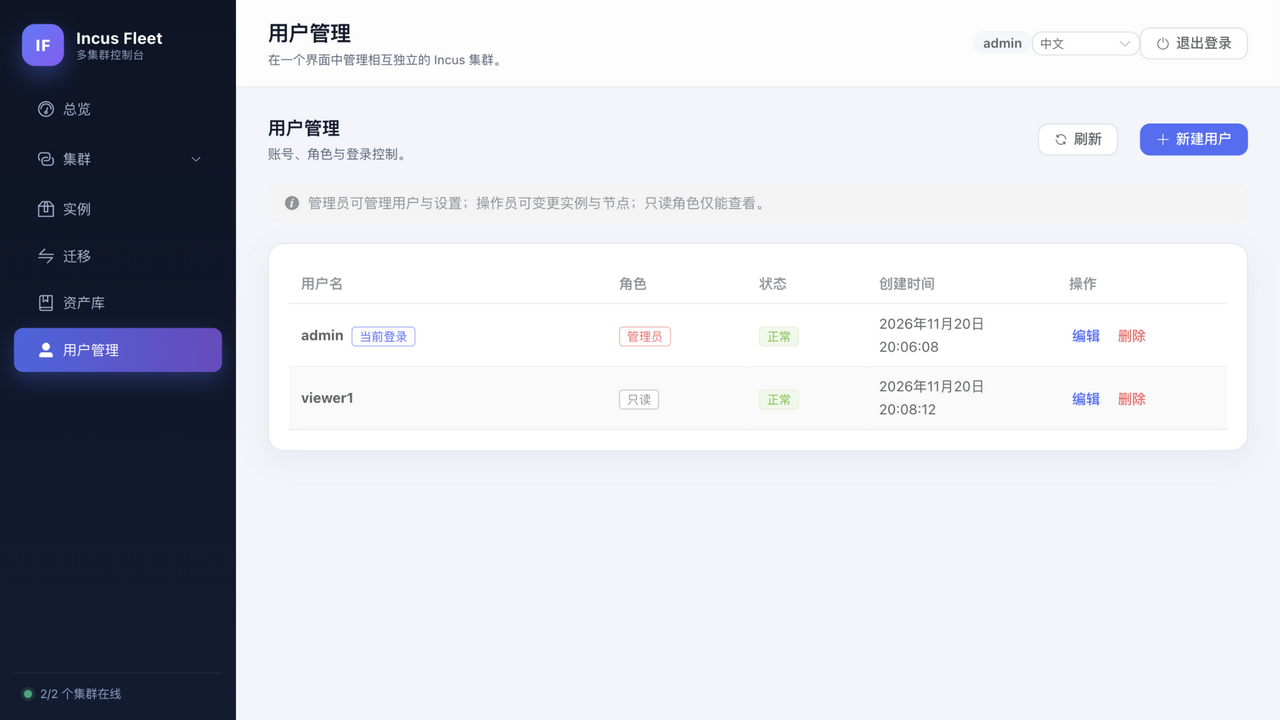 IF
Incus Fleet
多集群控制台
总览
集群
实例
迁移
资产库
用户管理
2/2 个集群在线
用户管理
在一个界面中管理相互独立的 Incus 集群。
admin
中文
退出登录
用户管理
账号、角色与登录控制。
刷新
新建用户
管理员可管理用户与设置；操作员可变更实例与节点；只读角色仅能查看。
用户名 角色 状态 创建时间 操作
admin 当前登录 管理员 正常 2026年11月20日 20:06:08 编辑 删除
viewer1 只读 正常 2026年11月20日 20:08:12 编辑 删除